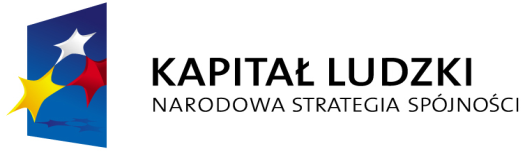 KAPITAŁ LUDZKI
NARODOWA STRATEGIA SPÓJNOŚCI